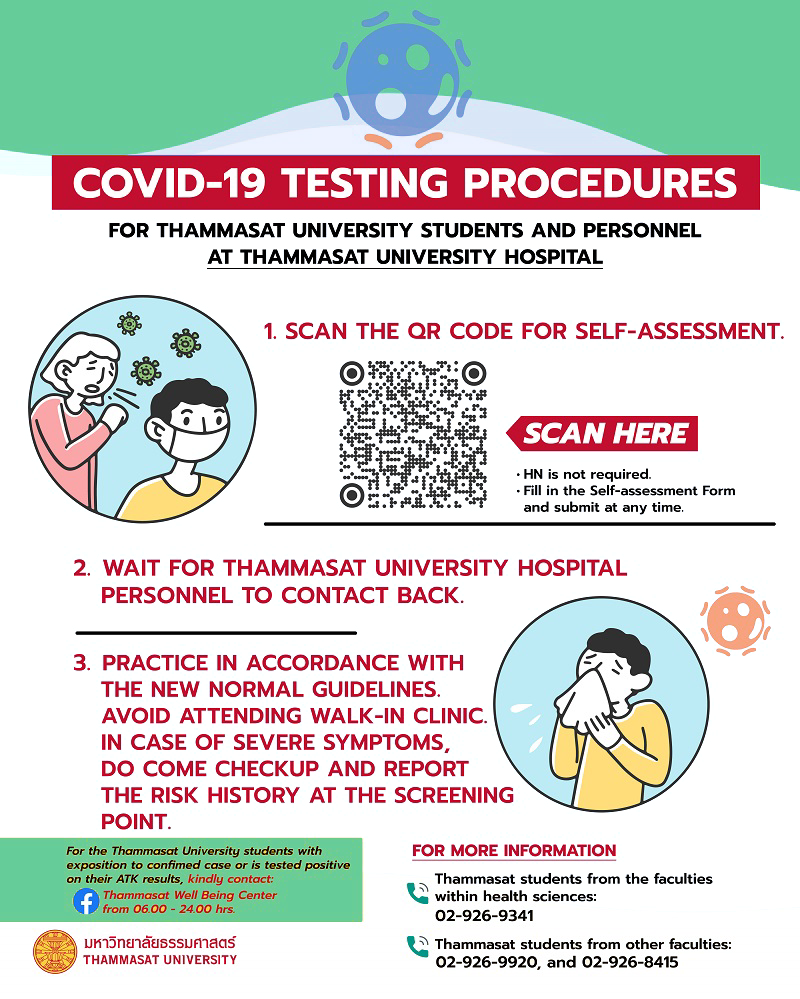 COVID-19 TESTING PROCEDURES
FOR THAMMASAT UNIVERSITY STUDENTS AND PERSONNEL
AT THAMMASAT UNIVERSITY HOSPITAL
1. SCAN THE QR CODE FOR SELF-ASSESSMENT.
SCAN HERE
• HN is not required.
• Fill in the Self-assessment Form
and submit at any time.
2. WAIT FOR THAMMASAT UNIVERSITY HOSPITAL
PERSONNEL TO CONTACT BACK.
3. PRACTICE IN ACCORDANCE WITH
THE NEW NORMAL GUIDELINES.
AVOID ATTENDING WALK-IN CLINIC.
IN CASE OF SEVERE SYMPTOMS,
DO COME CHECKUP AND REPORT
THE RISK HISTORY AT THE SCREENING
POINT.
For the Thammasat University students with
exposition to confimed case or is tested positive
on their ATK results, kindly contact:
Thammasat Well Being Center
from 06.00 - 24.00 hrs.
มหาวิทยาลัยธรรมศาสตร์
THAMMASAT UNIVERSITY
FOR MORE INFORMATION
Thammasat students from the faculties
within health sciences:
02-926-9341
Thammasat students from other faculties:
02-926-9920, and 02-926-8415